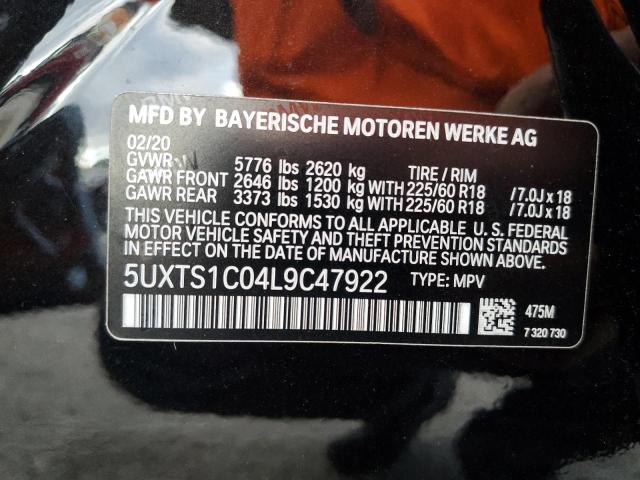 MFD BY BAYERISCHE MOTOREN WERKE AG
02/20
GVWR 5776 lbs 2620 kg TIRE / RIM
GAWR FRONT 2646 lbs 1200 kg WITH 225/60 R18 /7.0J x 18
GAWR REAR 3373 lbs 1530 kg WITH 225/60 R18 /7.0J x 18
THIS VEHICLE CONFORMS TO ALL APPLICABLE U. S. FEDERAL
MOTOR VEHICLE SAFETY AND THEFT PREVENTION STANDARDS
IN EFFECT ON THE DATE OF MANUFACTURE SHOWN ABOVE.
5UXTS1C04L9C47922 TYPE: MPV
475M
7 320 730